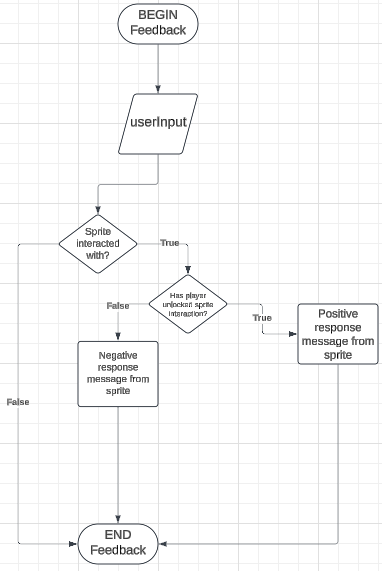 BEGIN
Feedback
userInput
Sprite
interacted
with?
True
Has player
unlocked sprite
interaction?
False
True
Positive
response
message from
sprite
Negative
response
message from
sprite
False
END
Feedback